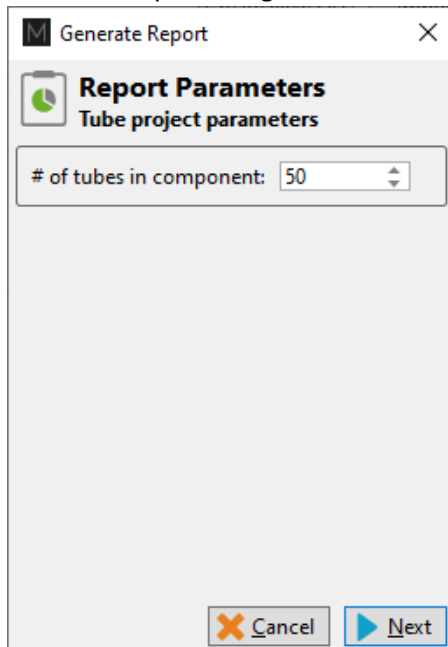 M Generate Report
Report Parameters
Tube project parameters
# of tubes in component: 50
Cancel
Next